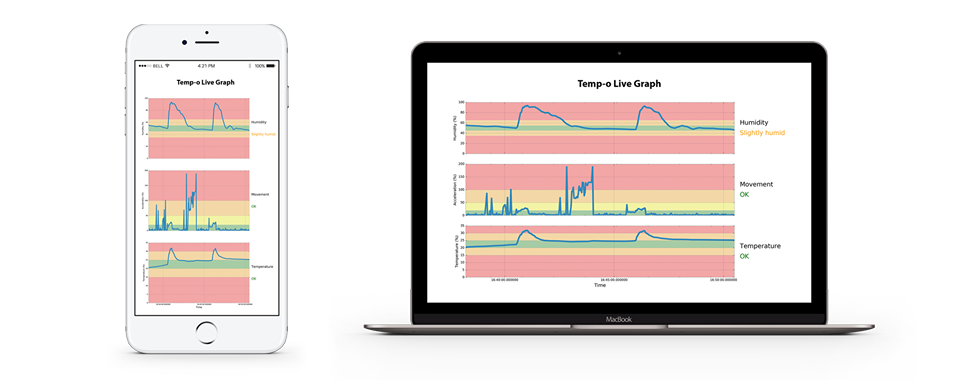 BELL
4:21 PM
100%
Temp-o Live Graph
Humidity
Slightly humid
Movement
OK
Temperature
OK
Time
Temp-o Live Graph
Humidity (%)
100
80
60
40
20
0
Humidity
Slightly humid
Acceleration (%)
200
150
100
50
0
Movement
OK
Temperature (%)
35
30
25
20
15
10
5
0
Temperature
OK
16:40:00.000000
16:45:00.000000
16:50:00.000000
Time
MacBook